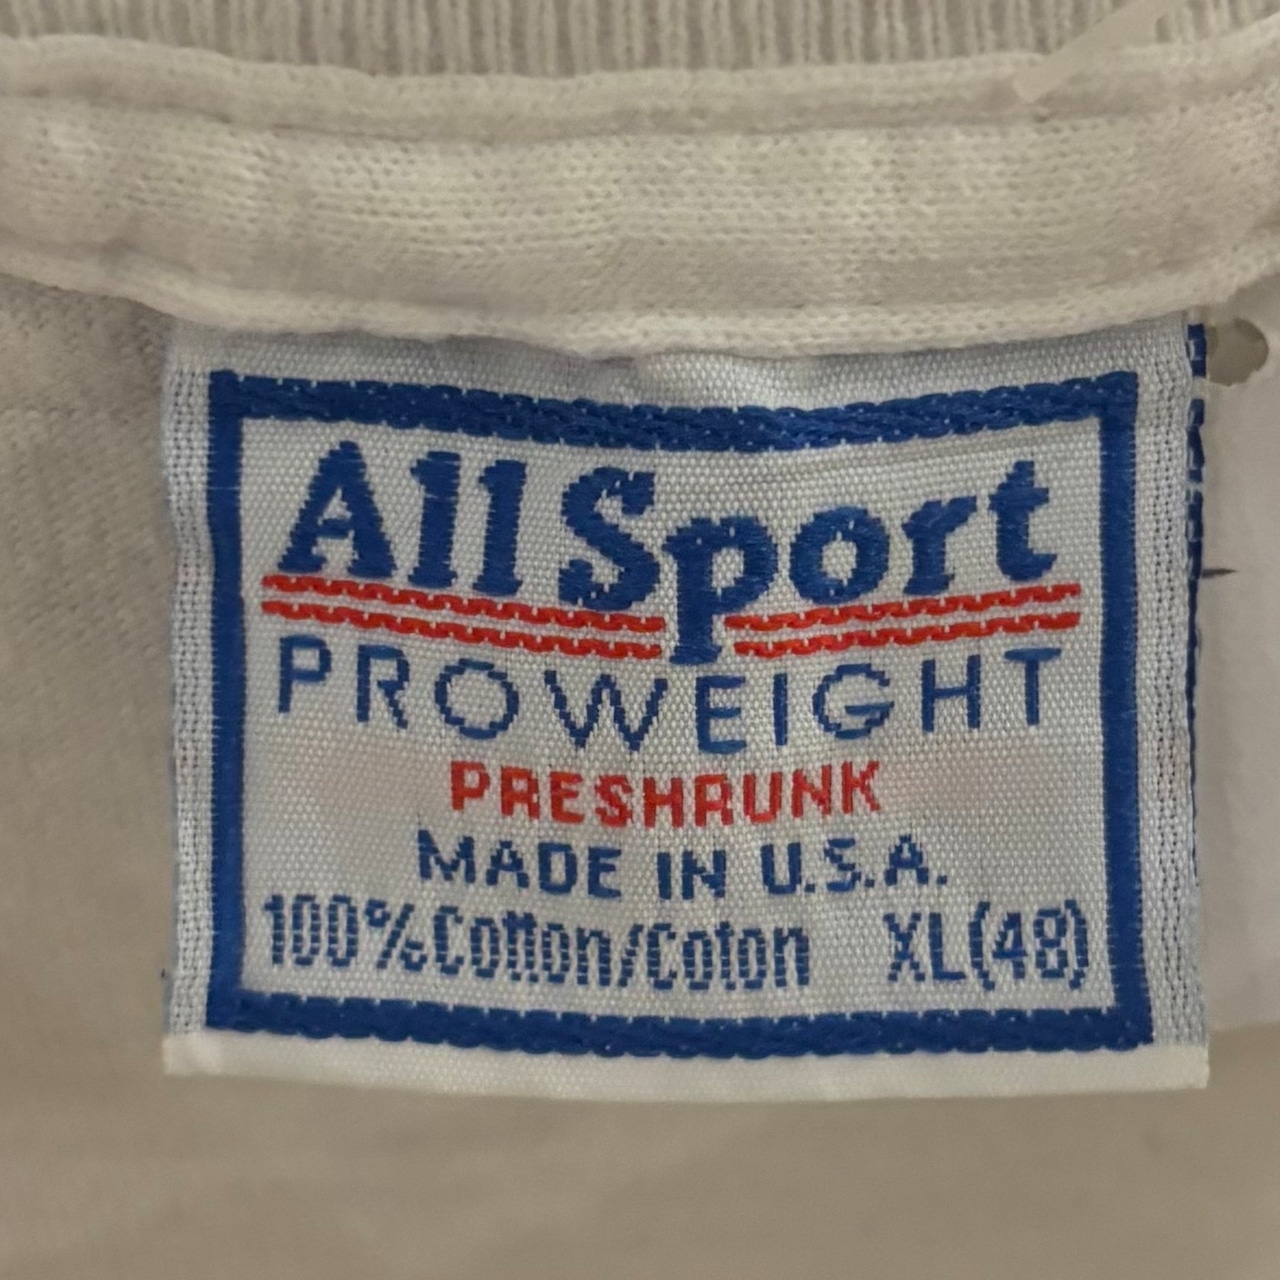 AllSport
PROWEIGHT
PRESHRUNK
MADE IN U.S.A.
100%Cotton/Coton XL(48)